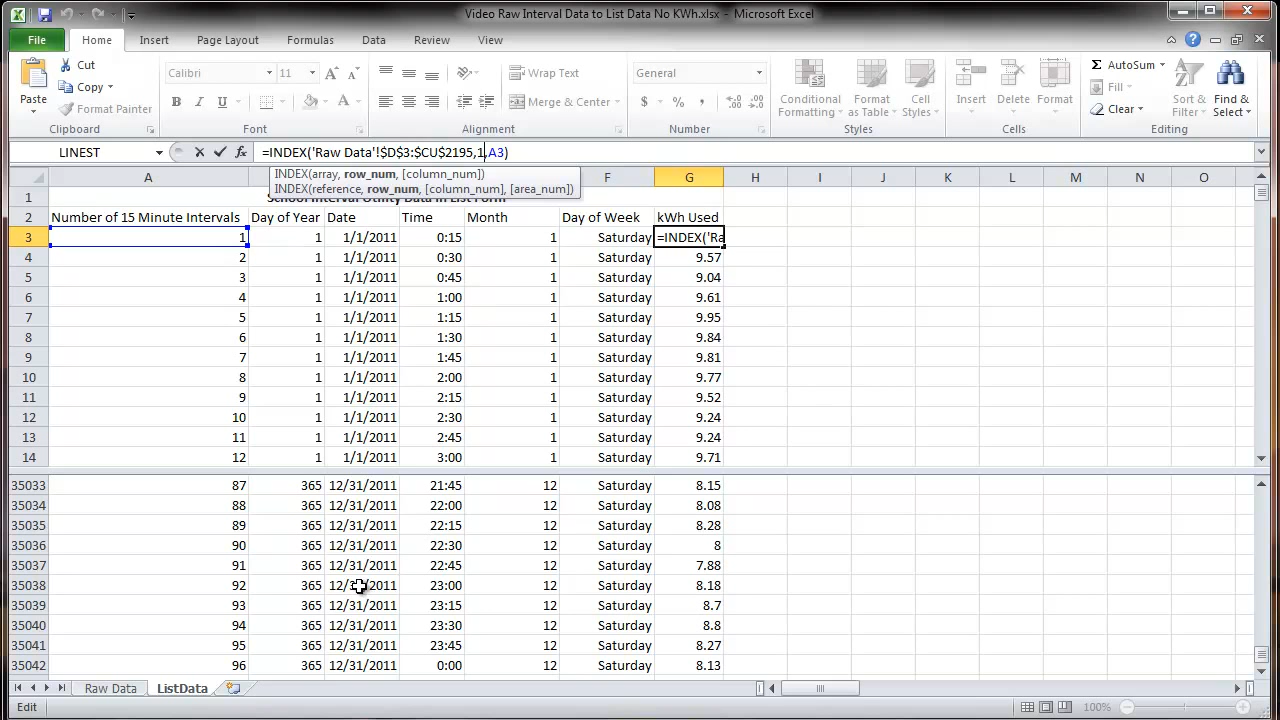 Video Raw Interval Data to List Data No KWh.xlsx - Microsoft Excel
File Home Insert Page Layout Formulas Data Review View
Paste Cut Copy Format Painter Clipboard
Calibri 11 B I U A Font
Wrap Text Merge & Center Alignment
General $ % , Number
Conditional Formatting Format as Table Cell Styles Styles
Insert Delete Format Cells
AutoSum Fill Clear Sort & Filter Find & Select Editing
LINEST fx =INDEX('Raw Data'!$D$3:$CU$2195,1,A3)
INDEX(array, row_num, [column_num])
INDEX(reference, row_num, [column_num], [area_num])
A F G H I J K L M N O
1
2 Number of 15 Minute Intervals Day of Year Date Time Month Day of Week kWh Used
3 1 1 1/1/2011 0:15 1 Saturday =INDEX('Ra
4 2 1 1/1/2011 0:30 1 Saturday 9.57
5 3 1 1/1/2011 0:45 1 Saturday 9.04
6 4 1 1/1/2011 1:00 1 Saturday 9.61
7 5 1 1/1/2011 1:15 1 Saturday 9.95
8 6 1 1/1/2011 1:30 1 Saturday 9.84
9 7 1 1/1/2011 1:45 1 Saturday 9.81
10 8 1 1/1/2011 2:00 1 Saturday 9.77
11 9 1 1/1/2011 2:15 1 Saturday 9.52
12 10 1 1/1/2011 2:30 1 Saturday 9.24
13 11 1 1/1/2011 2:45 1 Saturday 9.24
14 12 1 1/1/2011 3:00 1 Saturday 9.71
35033 87 365 12/31/2011 21:45 12 Saturday 8.15
35034 88 365 12/31/2011 22:00 12 Saturday 8.08
35035 89 365 12/31/2011 22:15 12 Saturday 8.28
35036 90 365 12/31/2011 22:30 12 Saturday 8
35037 91 365 12/31/2011 22:45 12 Saturday 7.88
35038 92 365 12/31/2011 23:00 12 Saturday 8.18
35039 93 365 12/31/2011 23:15 12 Saturday 8.7
35040 94 365 12/31/2011 23:30 12 Saturday 8.8
35041 95 365 12/31/2011 23:45 12 Saturday 8.27
35042 96 365 12/31/2011 0:00 12 Saturday 8.13
Raw Data ListData
Edit 100%